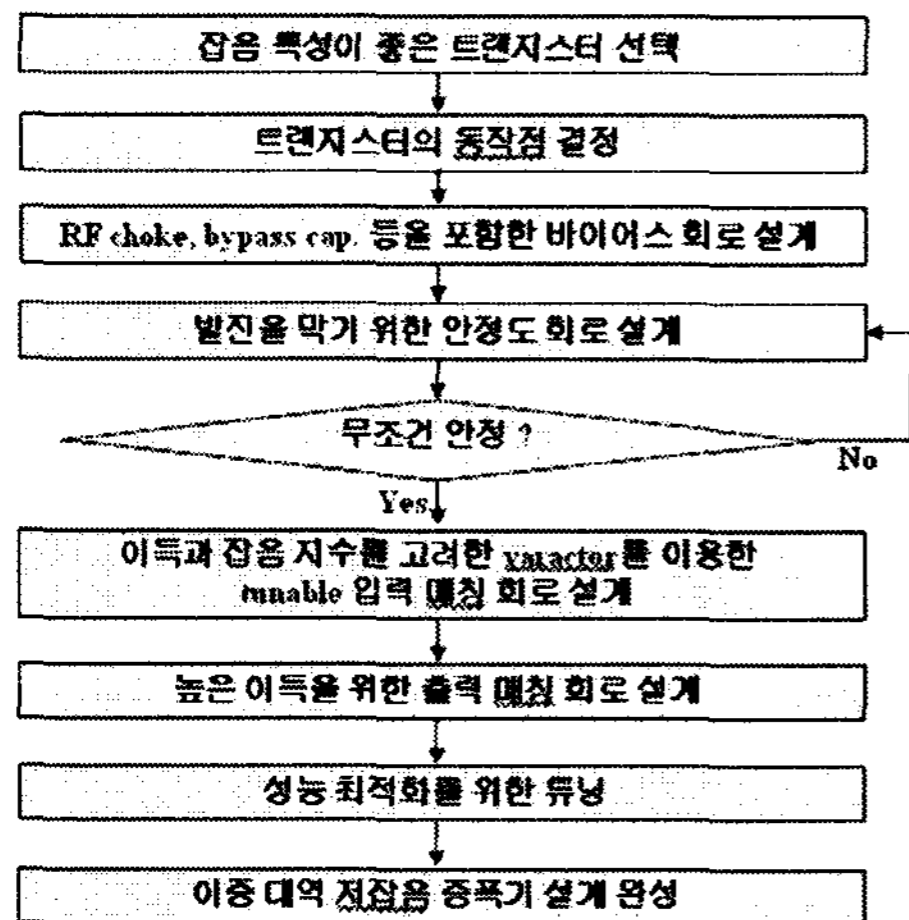 잡음 특성이 좋은 트랜지스터 선택
트랜지스터의 동작점 결정
RF choke, bypass cap. 등을 포함한 바이어스 회로 설계
발진을 막기 위한 안정도 회로 설계
무조건 안정 ?
No
Yes
이득과 잡음 지수를 고려한 varactor를 이용한
tunable 입력 매칭 회로 설계
높은 이득을 위한 출력 매칭 회로 설계
성능 최적화를 위한 튜닝
이중 대역 저잡음 증폭기 설계 완성